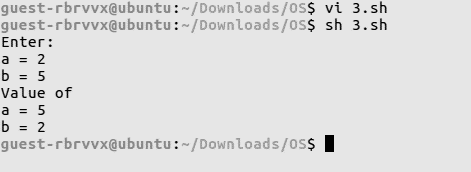 guest-rbrvvx@ubuntu:~/Downloads/OS$ vi 3.sh
guest-rbrvvx@ubuntu:~/Downloads/OS$ sh 3.sh
Enter:
a = 2
b = 5
Value of
a = 5
b = 2
guest-rbrvvx@ubuntu:~/Downloads/OS$